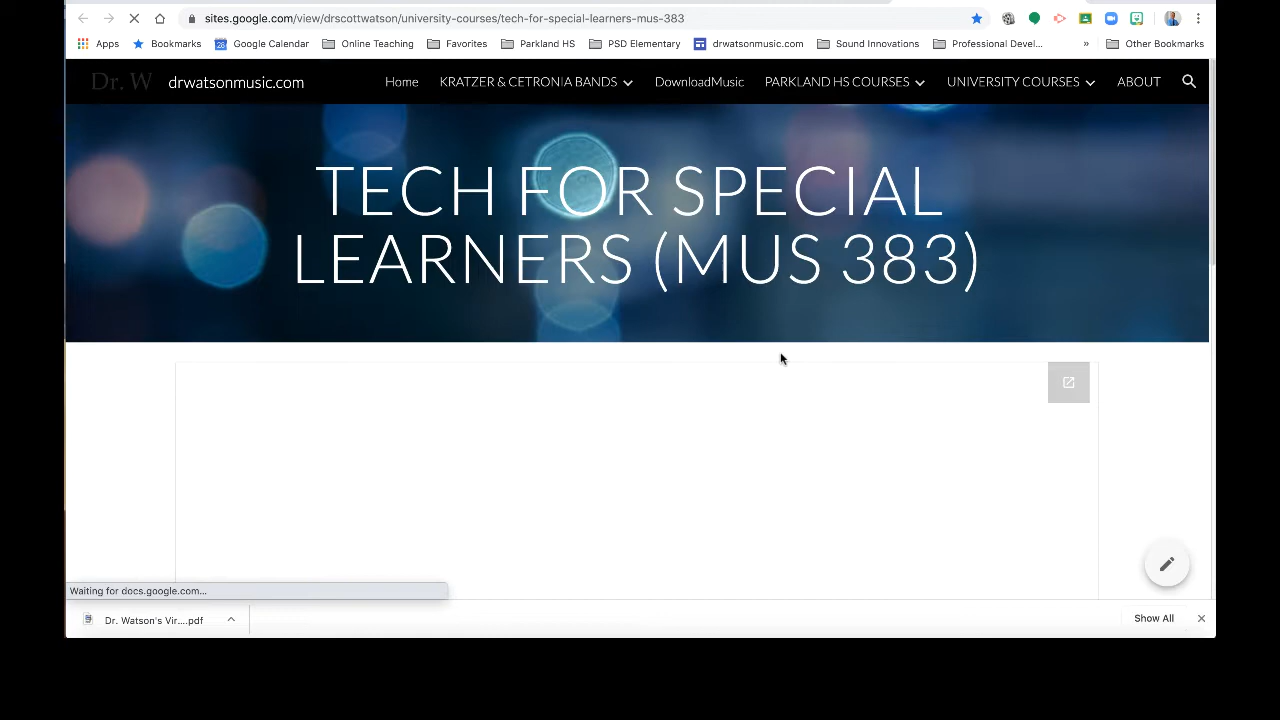 sites.google.com/view/drscottwatson/university-courses/tech-for-special-learners-mus-383
Apps Bookmarks 26 Google Calendar Online Teaching Favorites Parkland HS PSD Elementary drwatsonmusic.com Sound Innovations Professional Devel... » Other Bookmarks
Dr. W drwatsonmusic.com Home KRATZER & CETRONIA BANDS DownloadMusic PARKLAND HS COURSES UNIVERSITY COURSES ABOUT
TECH FOR SPECIAL
LEARNERS (MUS 383)
Waiting for docs.google.com...
Dr. Watson's Vir....pdf Show All